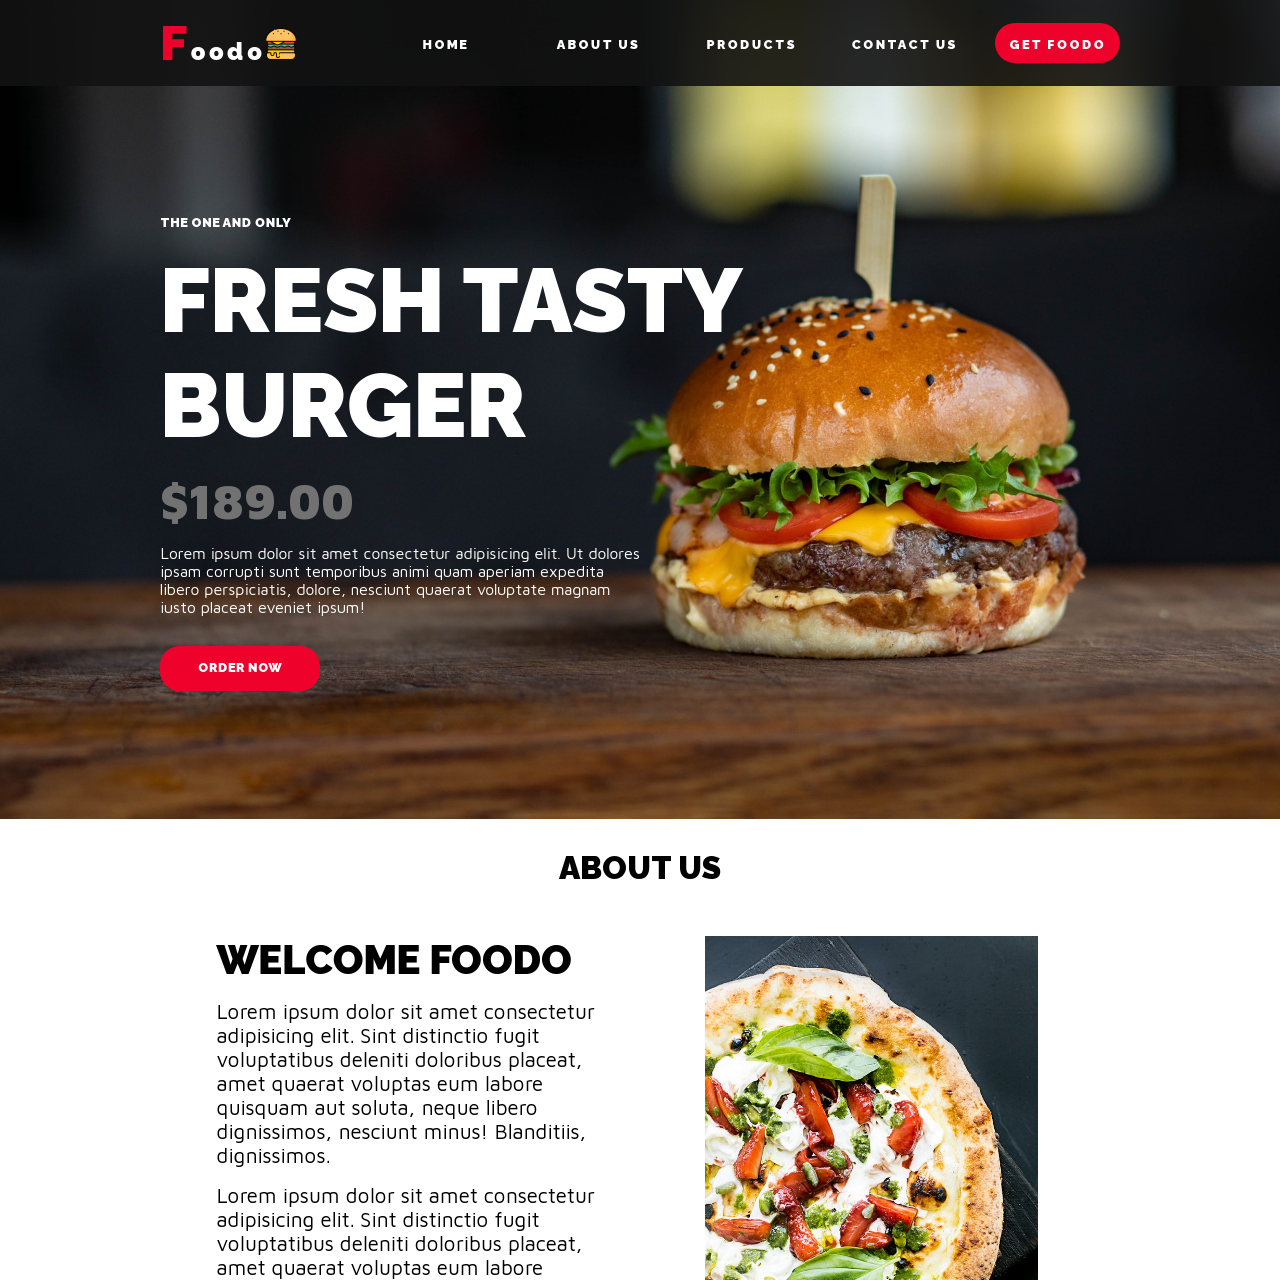 Foodo
HOME
ABOUT US
PRODUCTS
CONTACT US
GET FOODO
THE ONE AND ONLY
FRESH TASTY
BURGER
$189.00
Lorem ipsum dolor sit amet consectetur adipisicing elit. Ut dolores
ipsam corrupti sunt temporibus animi quam aperiam expedita
libero perspiciatis, dolore, nesciunt quaerat voluptate magnam
iusto placeat eveniet ipsum!
ORDER NOW
ABOUT US
WELCOME FOODO
Lorem ipsum dolor sit amet consectetur
adipisicing elit. Sint distinctio fugit
voluptatibus deleniti doloribus placeat,
amet quaerat voluptas eum labore
quisquam aut soluta, neque libero
dignissimos, nesciunt minus! Blanditiis,
dignissimos.
Lorem ipsum dolor sit amet consectetur
adipisicing elit. Sint distinctio fugit
voluptatibus deleniti doloribus placeat,
amet quaerat voluptas eum labore